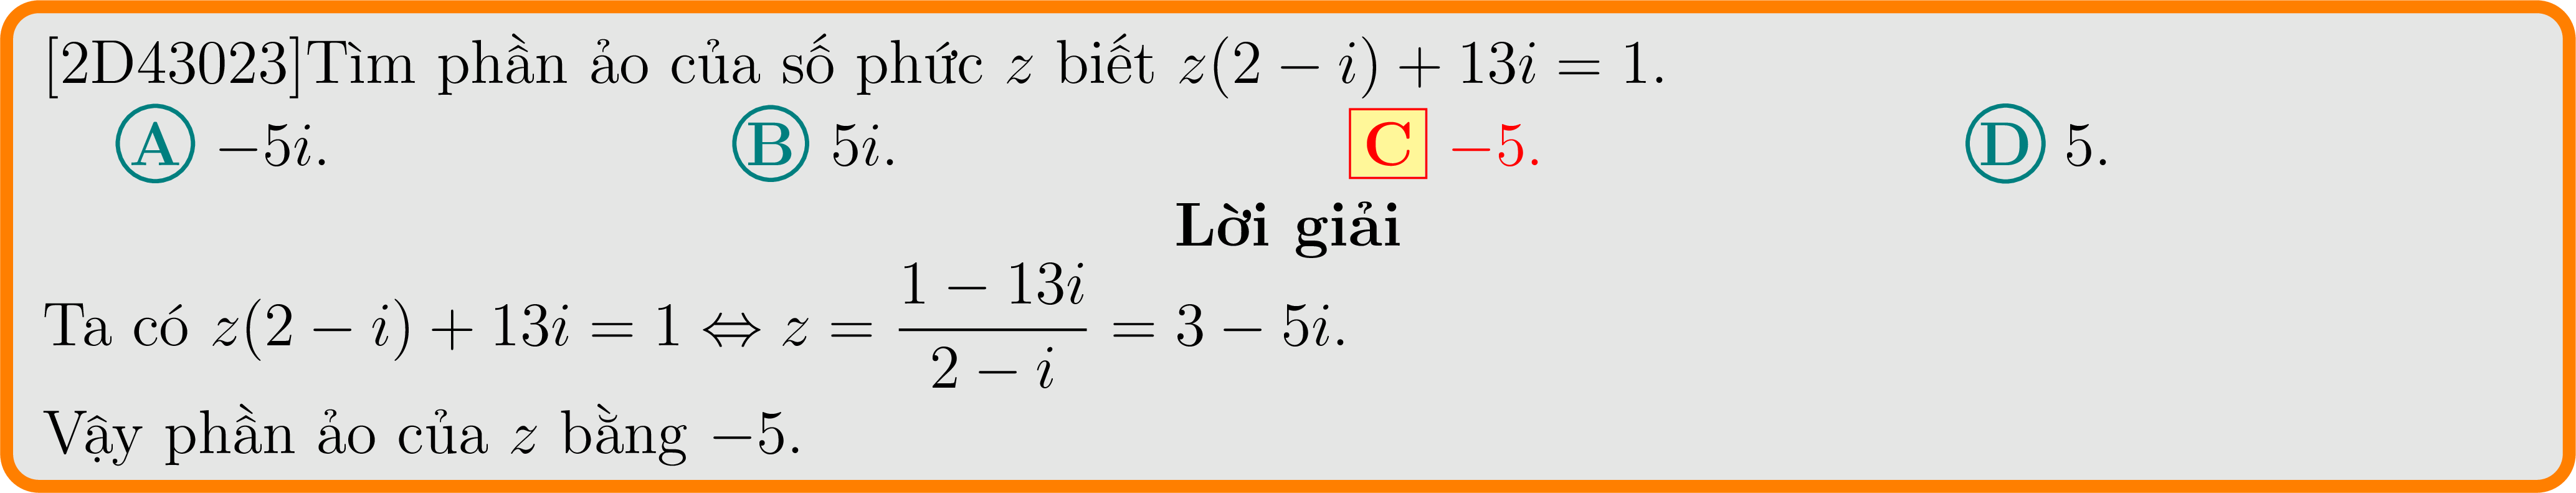 [2D43023]Tìm phần ảo của số phức z biết z(2 − i) + 13i = 1.
A −5i. B 5i. C −5. D 5.
Lời giải
Ta có z(2 − i) + 13i = 1 ⇔ z = \frac{1 − 13i}{2 − i} = 3 − 5i.
Vậy phần ảo của z bằng −5.